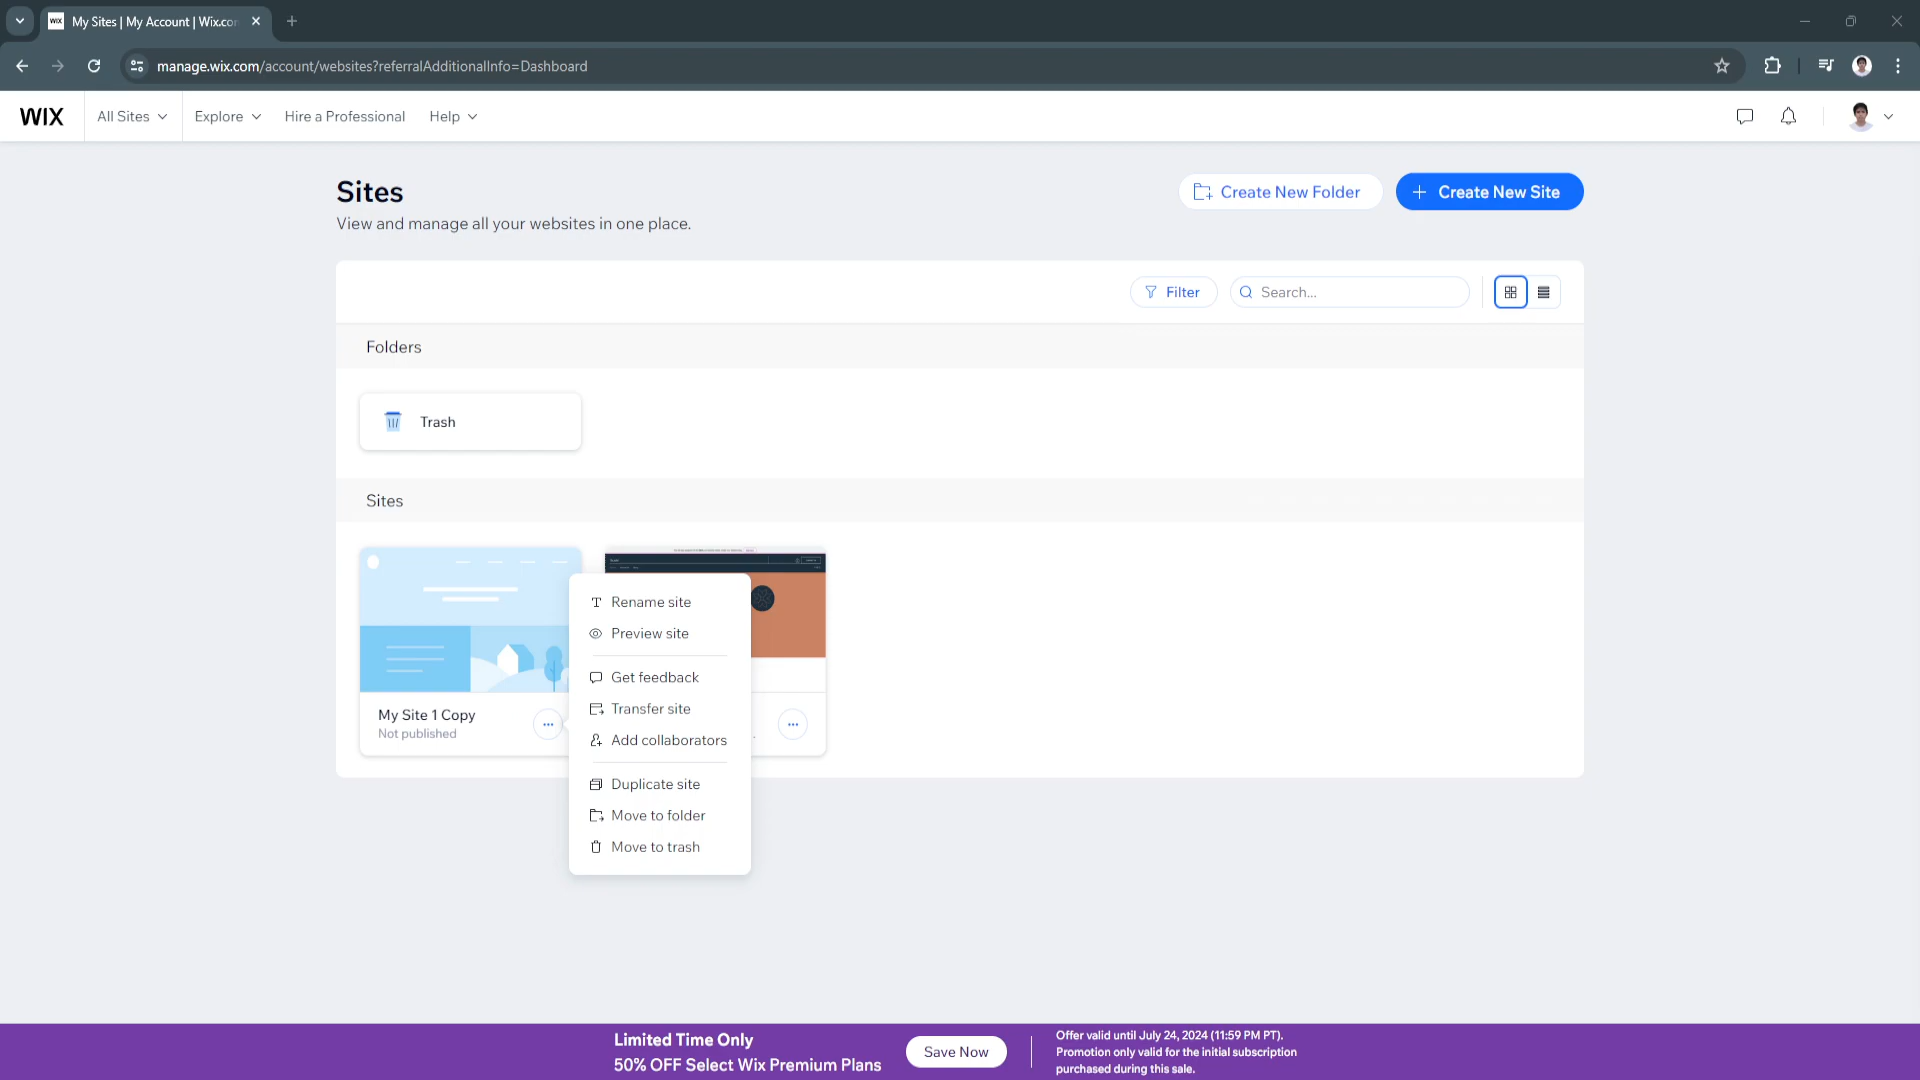 My Sites | My Account | Wix.co
manage.wix.com/account/websites?referralAdditionalInfo=Dashboard
WIX
All Sites
Explore
Hire a Professional
Help
Sites
View and manage all your websites in one place.
Create New Folder
Create New Site
Filter
Search...
Folders
Trash
Sites
My Site 1 Copy
Not published
Rename site
Preview site
Get feedback
Transfer site
Add collaborators
Duplicate site
Move to folder
Move to trash
Limited Time Only
50% OFF Select Wix Premium Plans
Save Now
Offer valid until July 24, 2024 (11:59 PM PT).
Promotion only valid for the initial subscription
purchased during this sale.